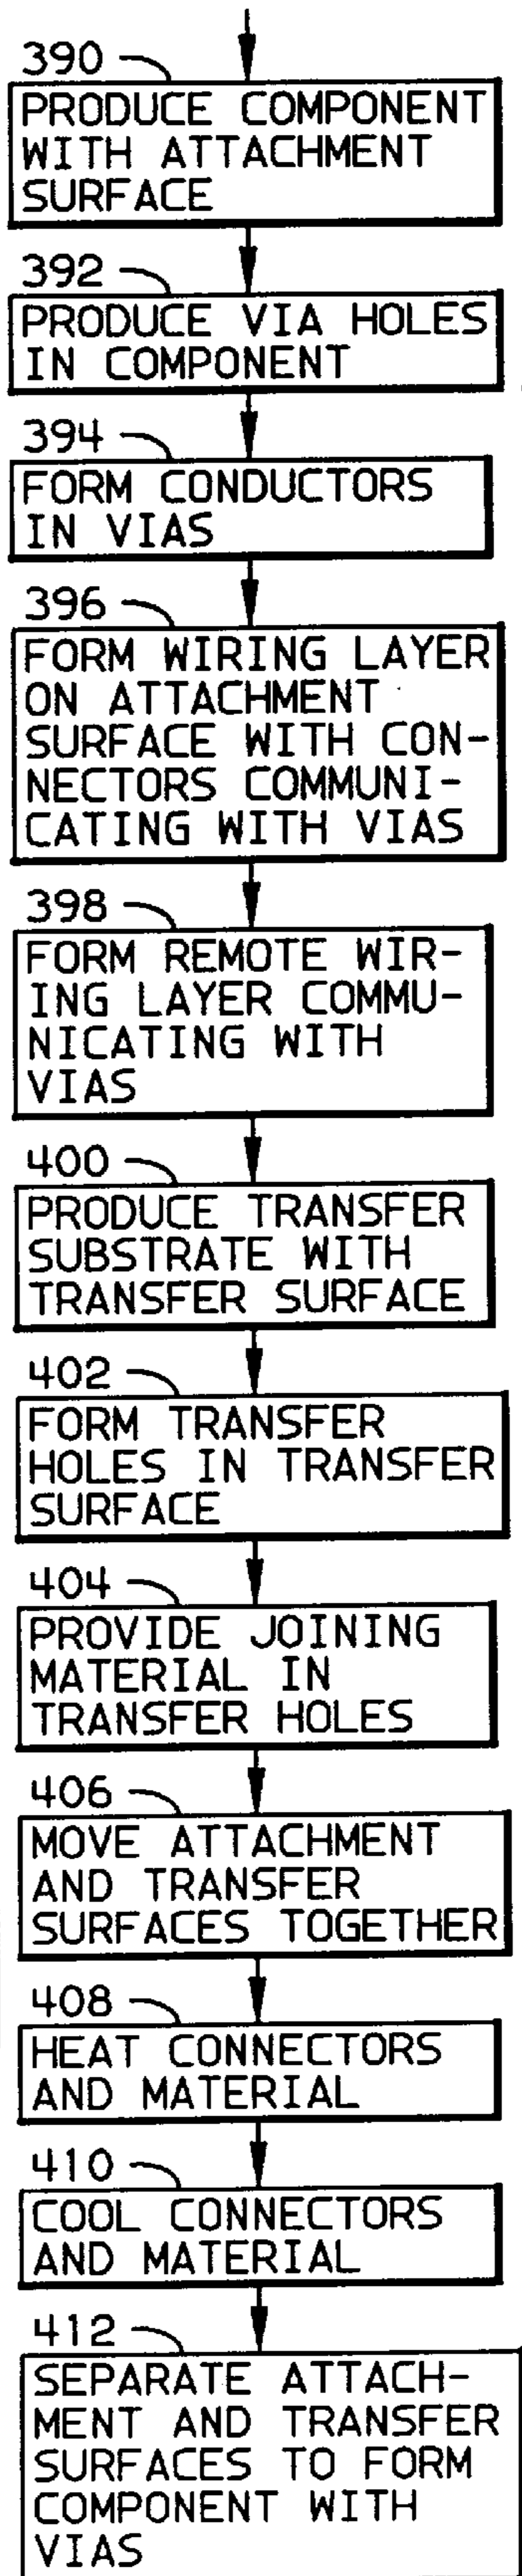 390
PRODUCE COMPONENT
WITH ATTACHMENT
SURFACE
392
PRODUCE VIA HOLES
IN COMPONENT
394
FORM CONDUCTORS
IN VIAS
396
FORM WIRING LAYER
ON ATTACHMENT
SURFACE WITH CON-
NECTORS COMMUNI-
CATING WITH VIAS
398
FORM REMOTE WIR-
ING LAYER COMMU-
NICATING WITH
VIAS
400
PRODUCE TRANSFER
SUBSTRATE WITH
TRANSFER SURFACE
402
FORM TRANSFER
HOLES IN TRANSFER
SURFACE
404
PROVIDE JOINING
MATERIAL IN
TRANSFER HOLES
406
MOVE ATTACHMENT
AND TRANSFER
SURFACES TOGETHER
408
HEAT CONNECTORS
AND MATERIAL
410
COOL CONNECTORS
AND MATERIAL
412
SEPARATE ATTACH-
MENT AND TRANSFER
SURFACES TO FORM
COMPONENT WITH
VIAS